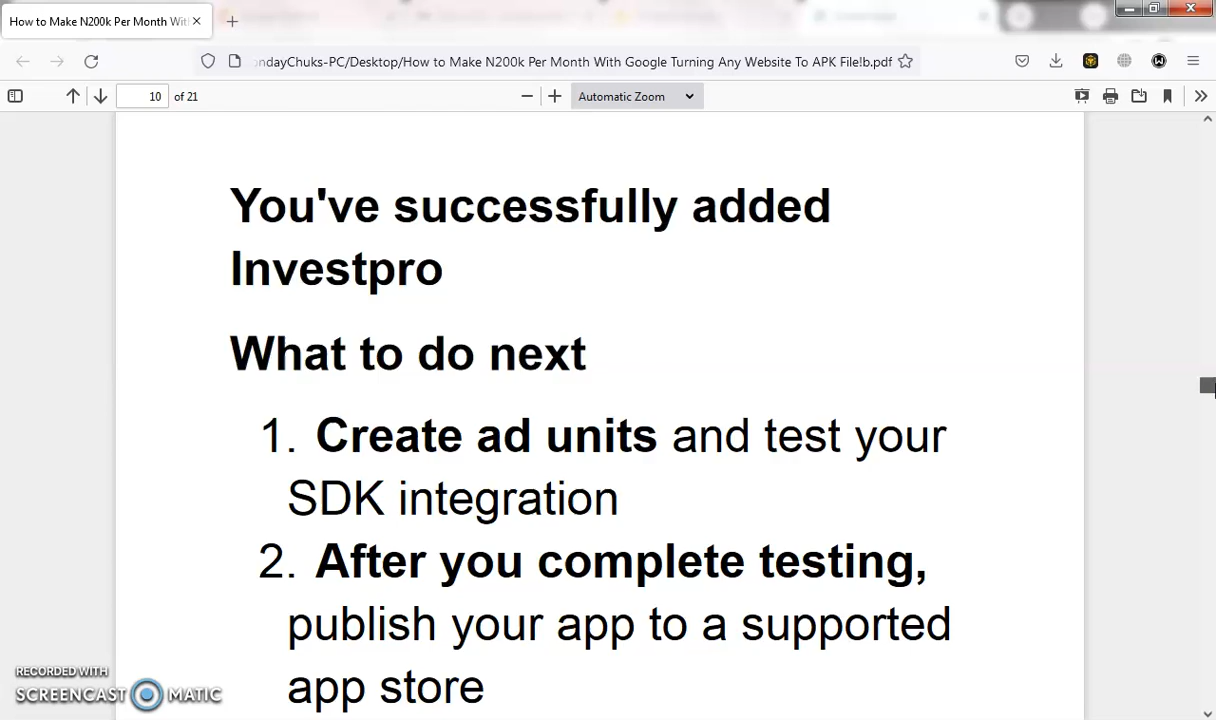 How to Make N200k Per Month Wit
ondayChuks-PC/Desktop/How to Make N200k Per Month With Google Turning Any Website To APK File!b.pdf
10 of 21
Automatic Zoom
You've successfully added
Investpro
What to do next
1. Create ad units and test your
SDK integration
2. After you complete testing,
publish your app to a supported
app store
RECORDED WITH
SCREENCAST MATIC